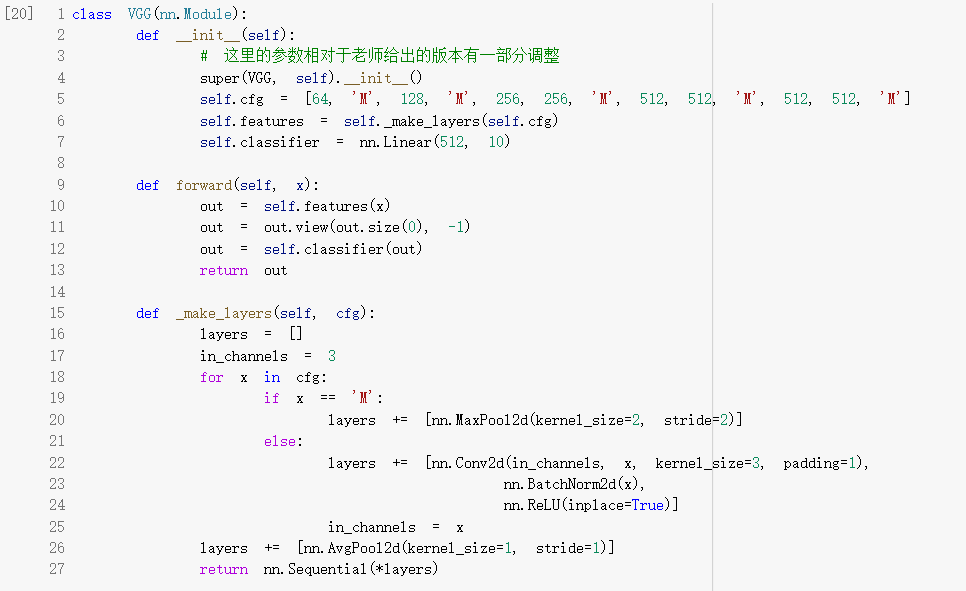 [20] 1 class VGG(nn.Module):
2 def __init__(self):
3 # 这里的参数相对于老师给出的版本有一部分调整
4 super(VGG, self).__init__()
5 self.cfg = [64, 'M', 128, 'M', 256, 256, 'M', 512, 512, 'M', 512, 512, 'M']
6 self.features = self._make_layers(self.cfg)
7 self.classifier = nn.Linear(512, 10)
8
9 def forward(self, x):
10 out = self.features(x)
11 out = out.view(out.size(0), -1)
12 out = self.classifier(out)
13 return out
14
15 def _make_layers(self, cfg):
16 layers = []
17 in_channels = 3
18 for x in cfg:
19 if x == 'M':
20 layers += [nn.MaxPool2d(kernel_size=2, stride=2)]
21 else:
22 layers += [nn.Conv2d(in_channels, x, kernel_size=3, padding=1),
23 nn.BatchNorm2d(x),
24 nn.ReLU(inplace=True)]
25 in_channels = x
26 layers += [nn.AvgPool2d(kernel_size=1, stride=1)]
27 return nn.Sequential(*layers)